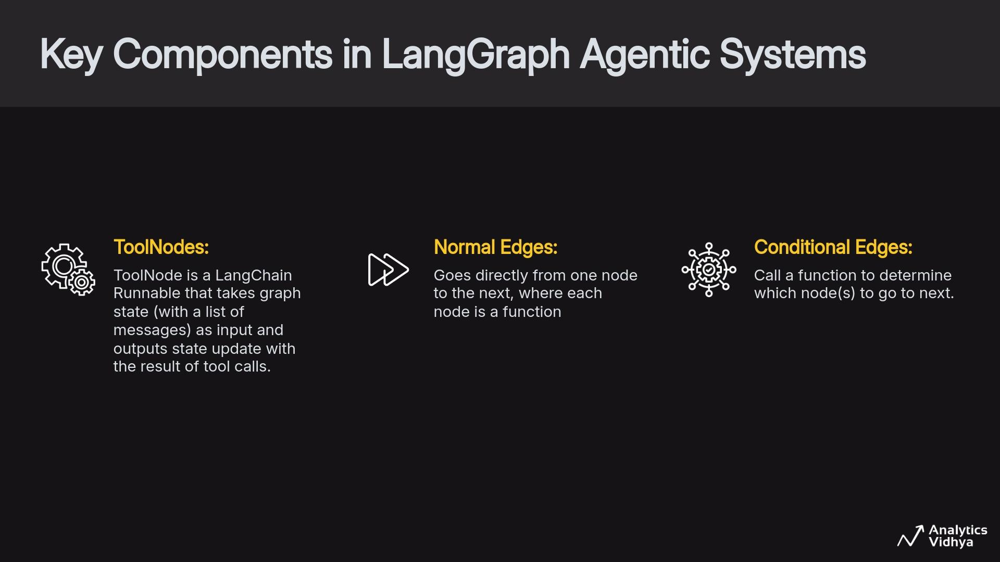 Key Components in LangGraph Agentic Systems
ToolNodes:
ToolNode is a LangChain
Runnable that takes graph
state (with a list of
messages) as input and
outputs state update with
the result of tool calls.
Normal Edges:
Goes directly from one node
to the next, where each
node is a function
Conditional Edges:
Call a function to determine
which node(s) to go to next.
Analytics
Vidhya